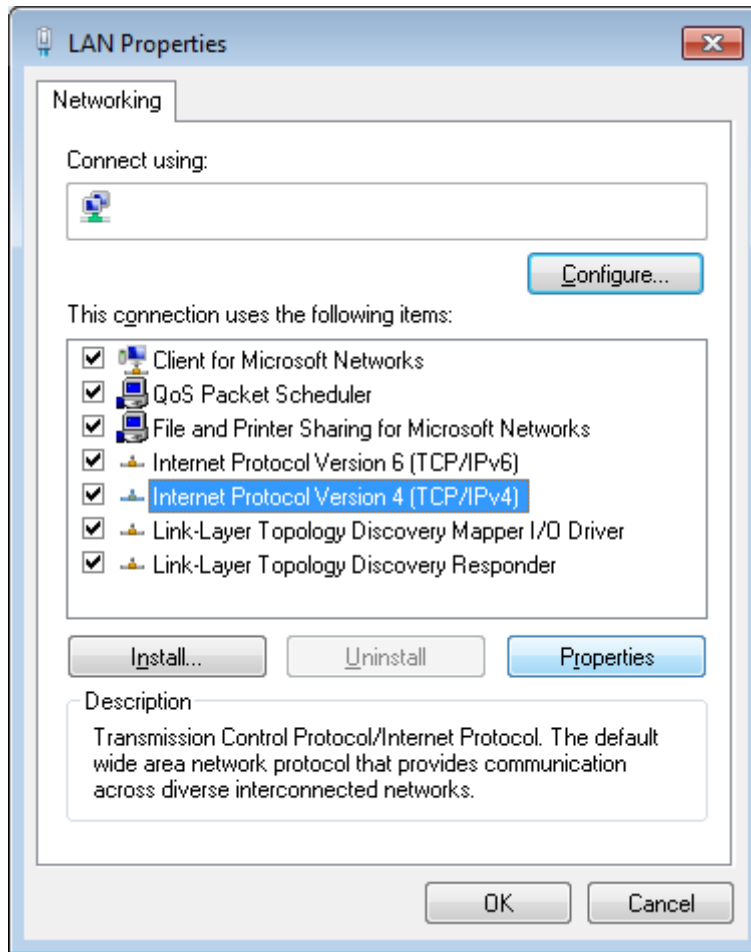 LAN Properties
Networking
Connect using:
Configure...
This connection uses the following items:
Client for Microsoft Networks
QoS Packet Scheduler
File and Printer Sharing for Microsoft Networks
Internet Protocol Version 6 (TCP/IPv6)
Internet Protocol Version 4 (TCP/IPv4)
Link-Layer Topology Discovery Mapper I/O Driver
Link-Layer Topology Discovery Responder
Install... Uninstall Properties
Description
Transmission Control Protocol/Internet Protocol. The default
wide area network protocol that provides communication
across diverse interconnected networks.
OK Cancel